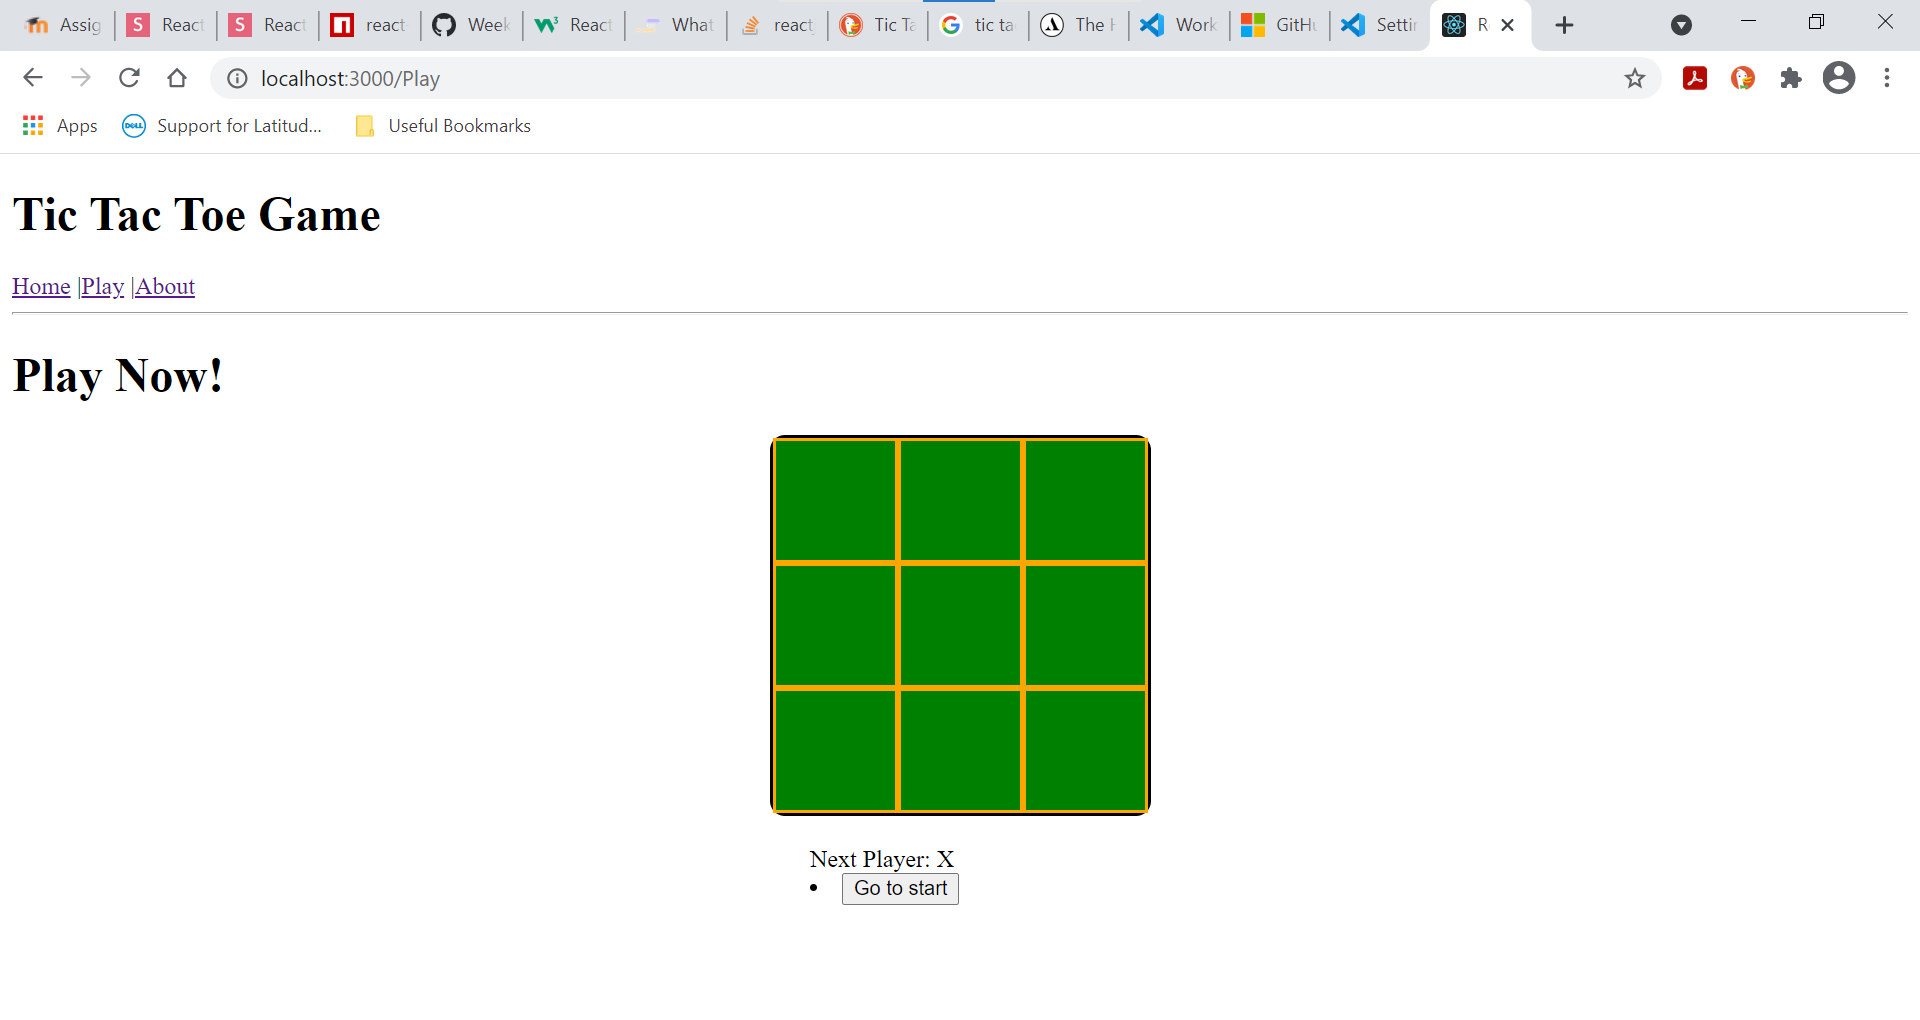 Assig React React react Week React What react Tic Ta tic ta The H Work GitHu Settin R
localhost:3000/Play
Apps Support for Latitud... Useful Bookmarks
Tic Tac Toe Game
Home |Play |About
Play Now!
Next Player: X
Go to start